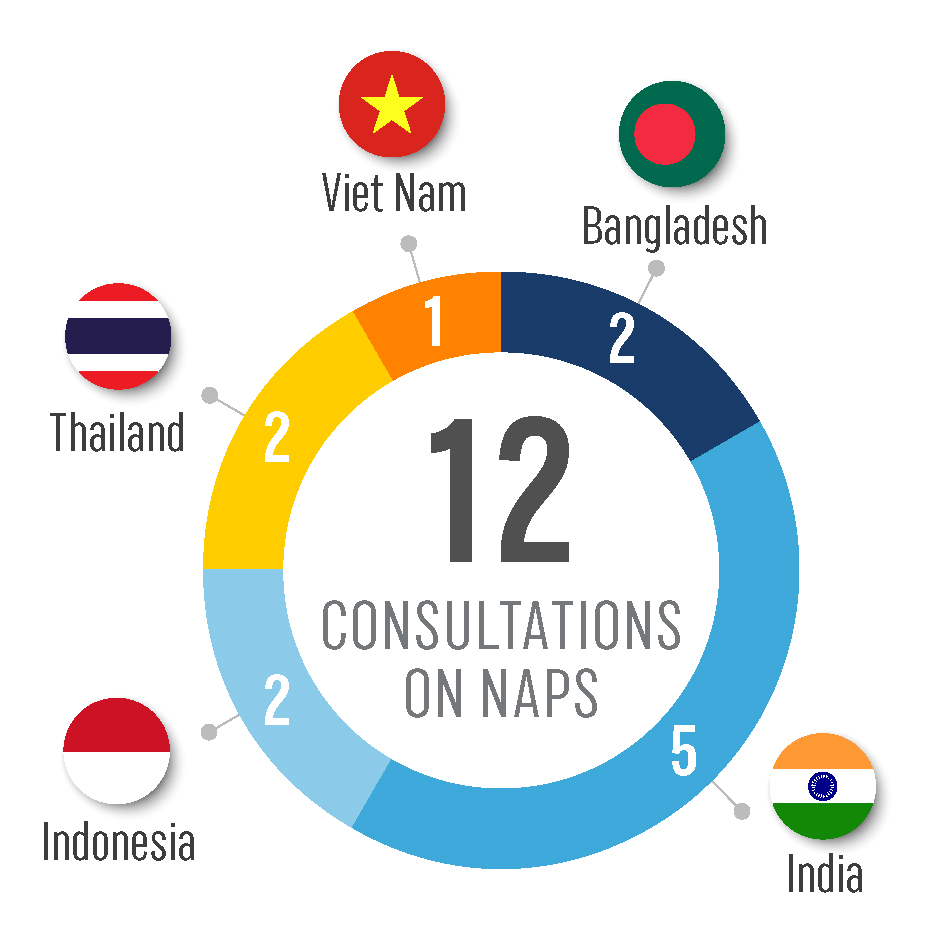 Viet Nam
Bangladesh
1
2
Thailand
2
12
CONSULTATIONS
ON NAPS
2
5
Indonesia
India